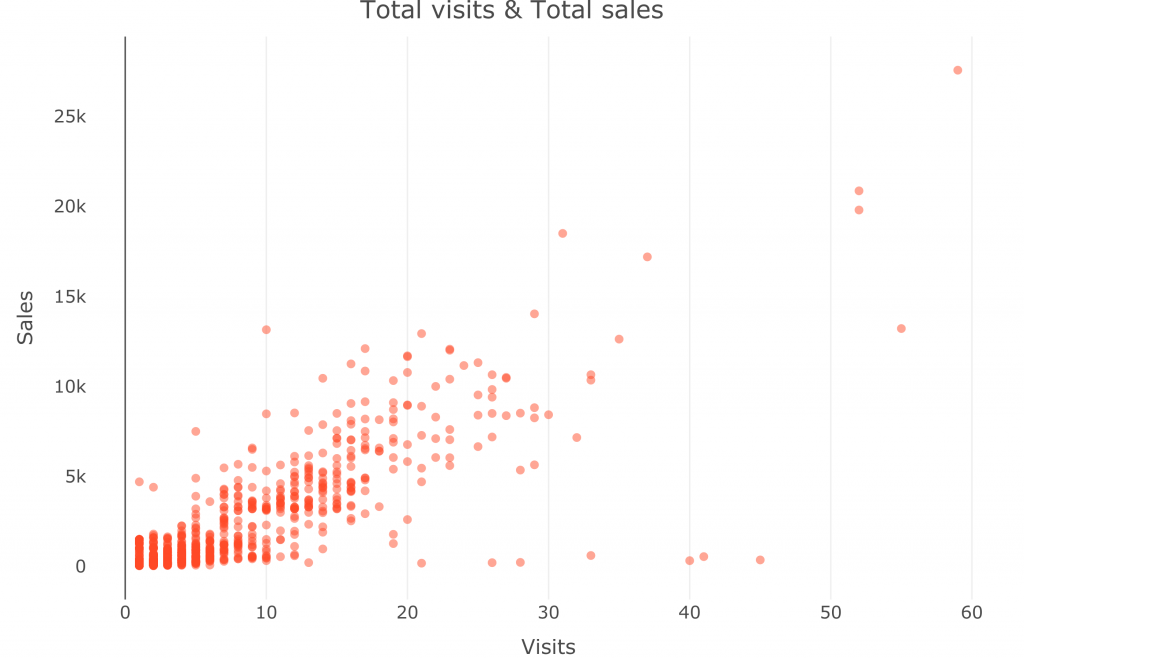 Total visits & Total sales
25k
20k
15k
10k
5k
0
Sales
0 10 20 30 40 50 60
Visits